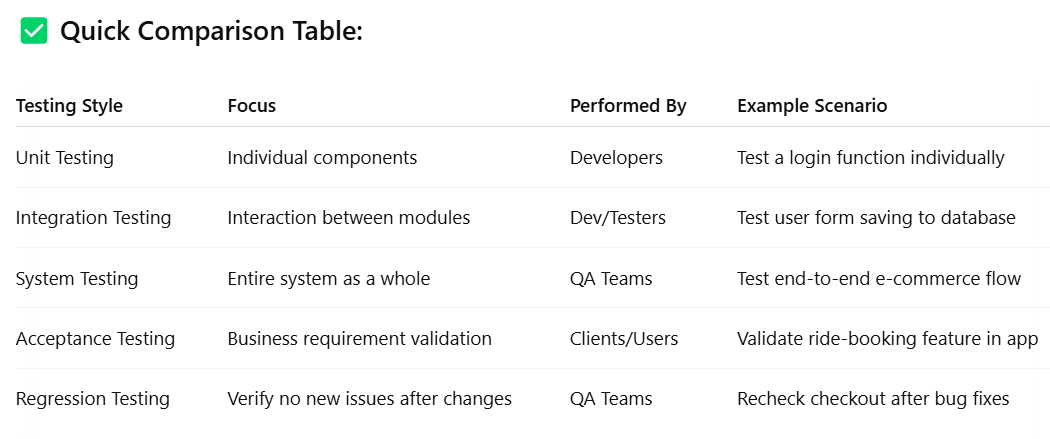 Quick Comparison Table:
Testing Style Focus Performed By Example Scenario
Unit Testing Individual components Developers Test a login function individually
Integration Testing Interaction between modules Dev/Testers Test user form saving to database
System Testing Entire system as a whole QA Teams Test end-to-end e-commerce flow
Acceptance Testing Business requirement validation Clients/Users Validate ride-booking feature in app
Regression Testing Verify no new issues after changes QA Teams Recheck checkout after bug fixes